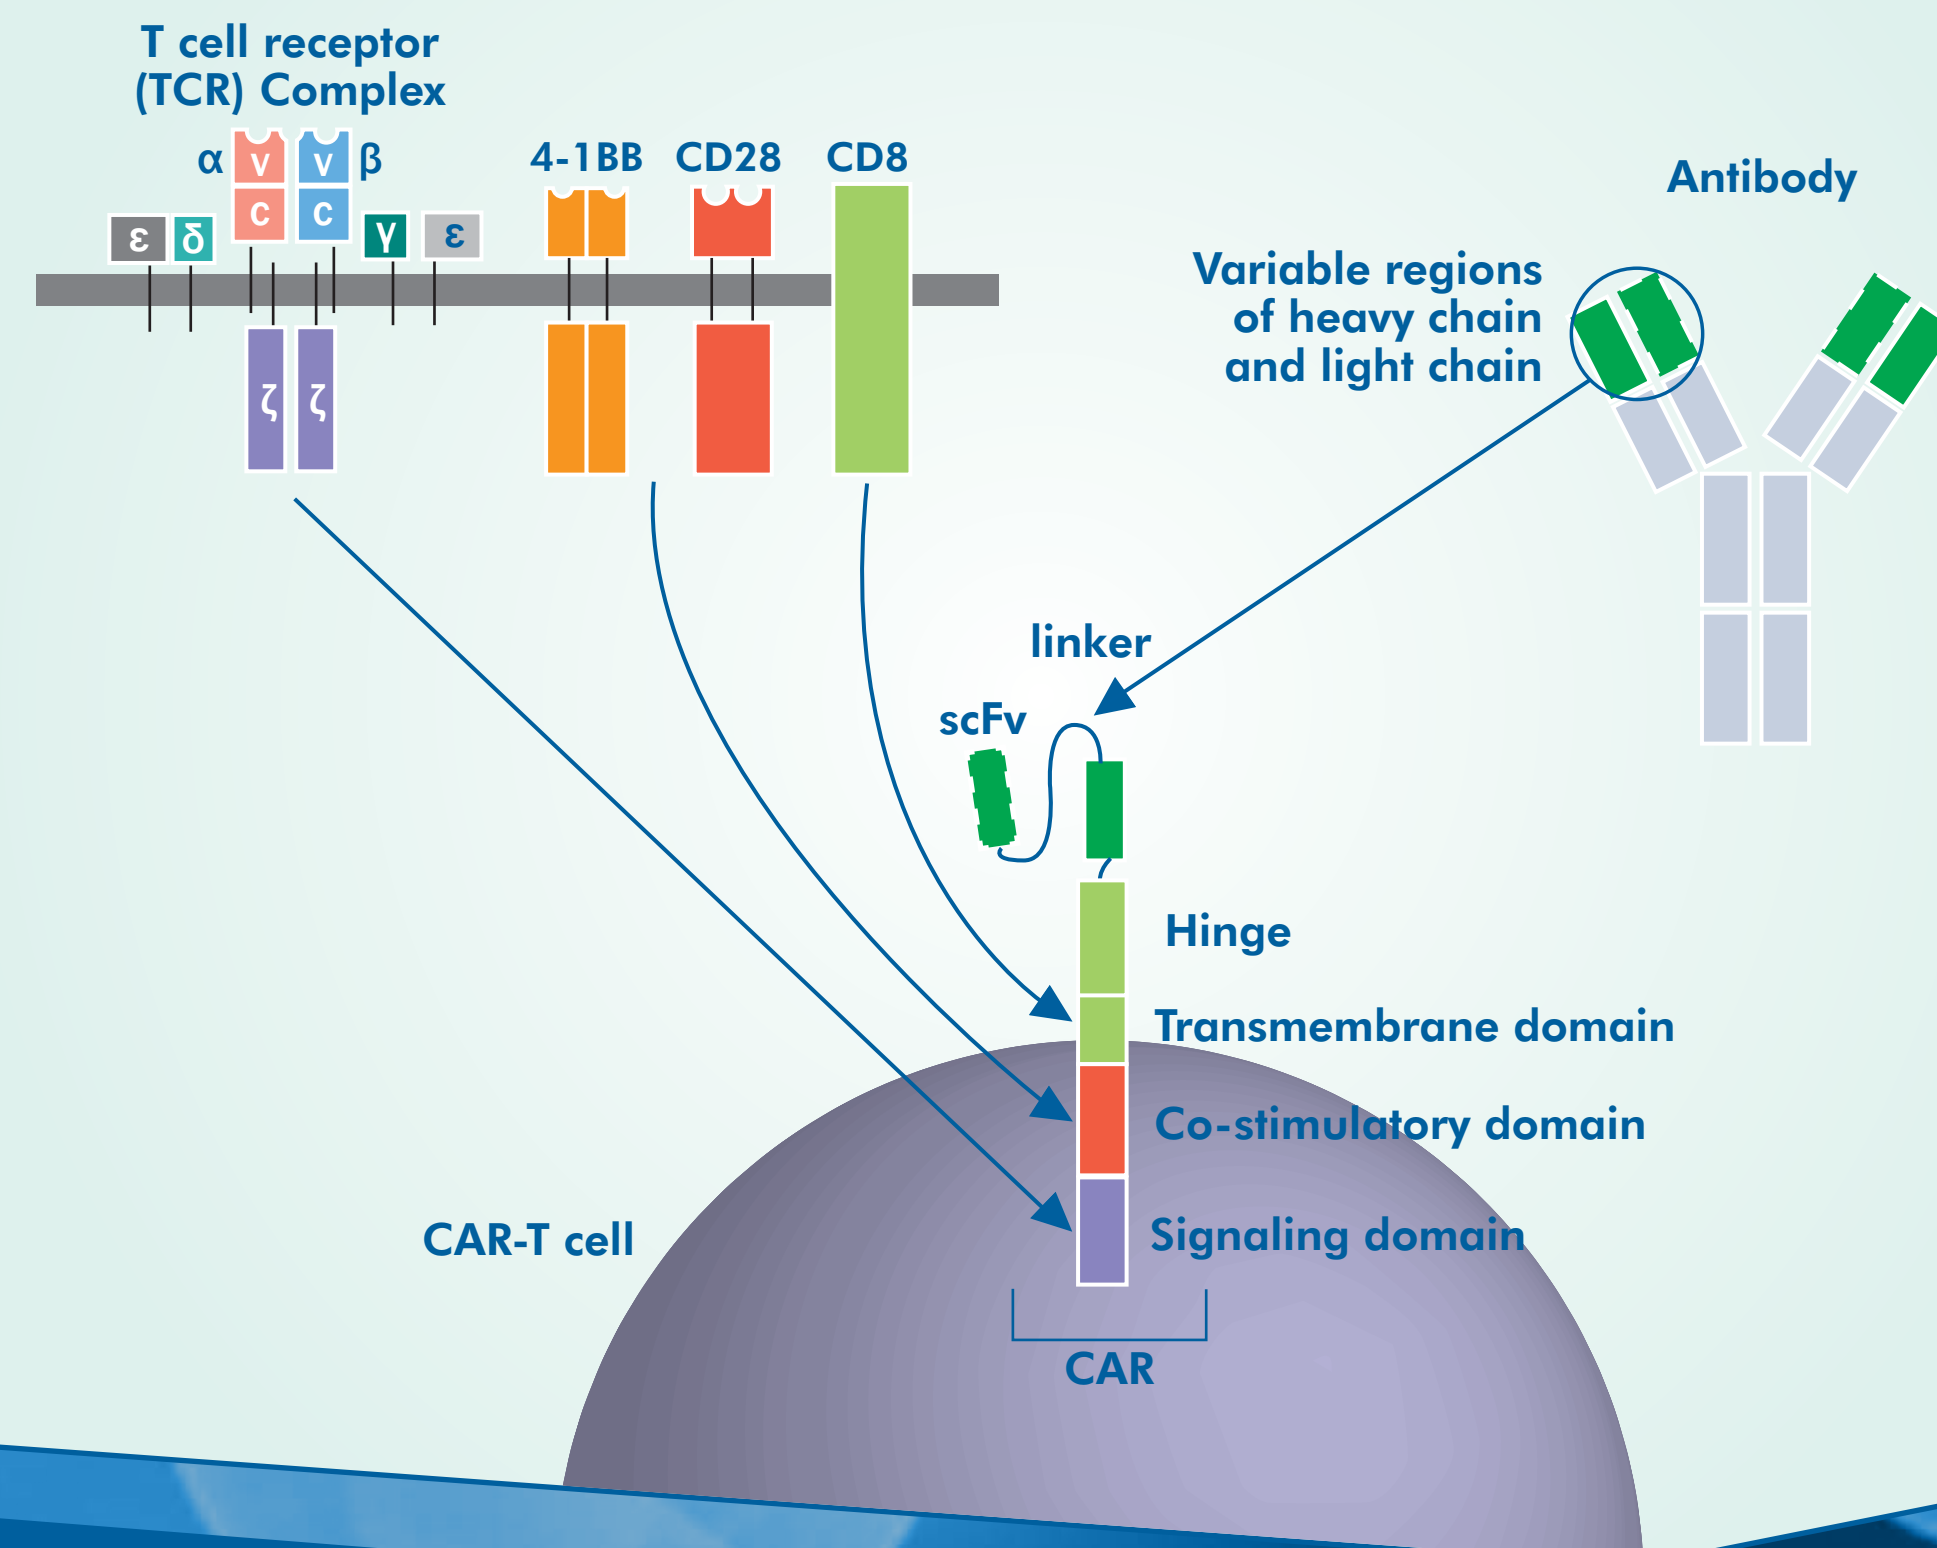 T cell receptor
(TCR) Complex
α
v
v
β
c
c
ε
δ
γ
ε
ζ
ζ
4-1BB
CD28
CD8
Antibody
Variable regions
of heavy chain
and light chain
linker
scFv
Hinge
Transmembrane domain
Co-stimulatory domain
Signaling domain
CAR-T cell
CAR